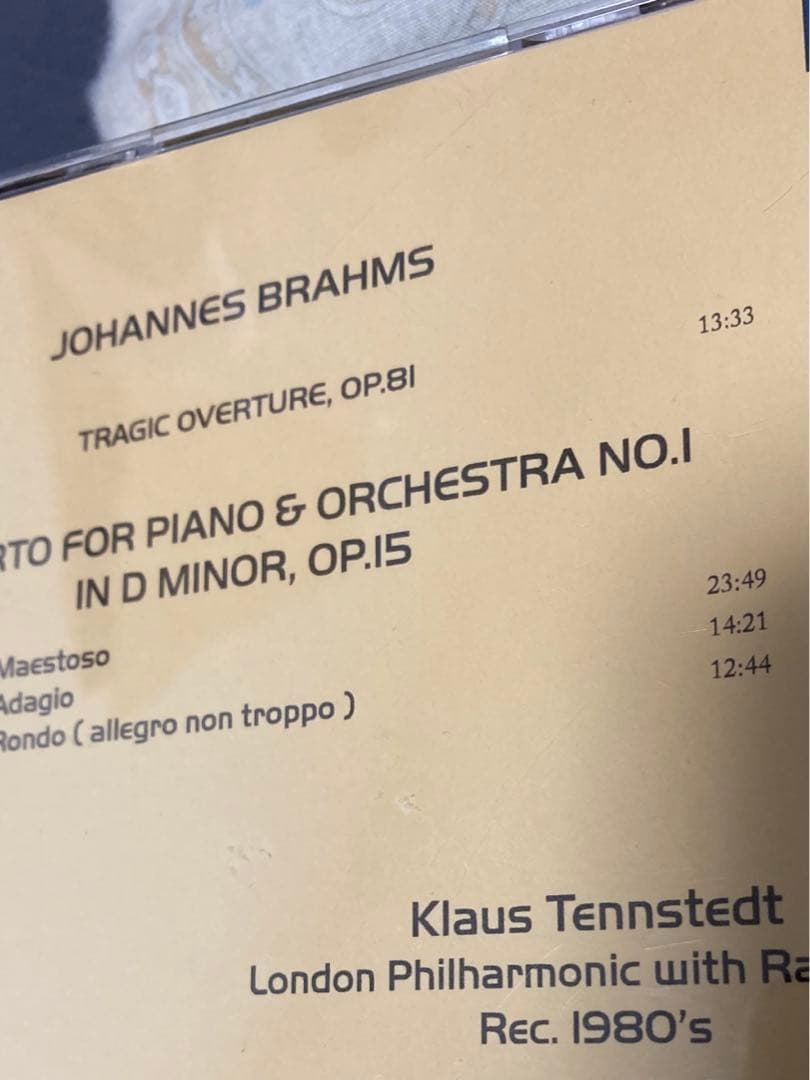 JOHANNES BRAHMS
TRAGIC OVERTURE, OP.81 13:33
RTO FOR PIANO & ORCHESTRA NO.1
IN D MINOR, OP.15
Maestoso 23:49
Adagio 14:21
Rondo ( allegro non troppo ) 12:44
Klaus Tennstedt
London Philharmonic with Ra
Rec. 1980's